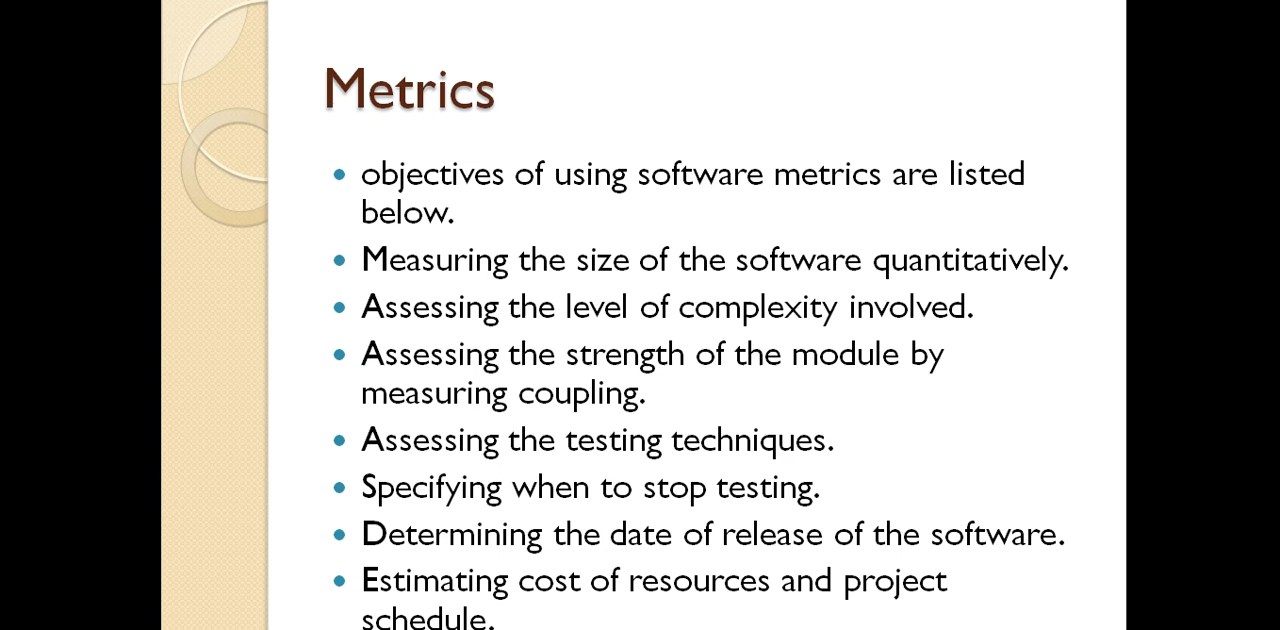 Metrics
• objectives of using software metrics are listed
below.
• Measuring the size of the software quantitatively.
• Assessing the level of complexity involved.
• Assessing the strength of the module by
measuring coupling.
• Assessing the testing techniques.
• Specifying when to stop testing.
• Determining the date of release of the software.
• Estimating cost of resources and project
schedule.